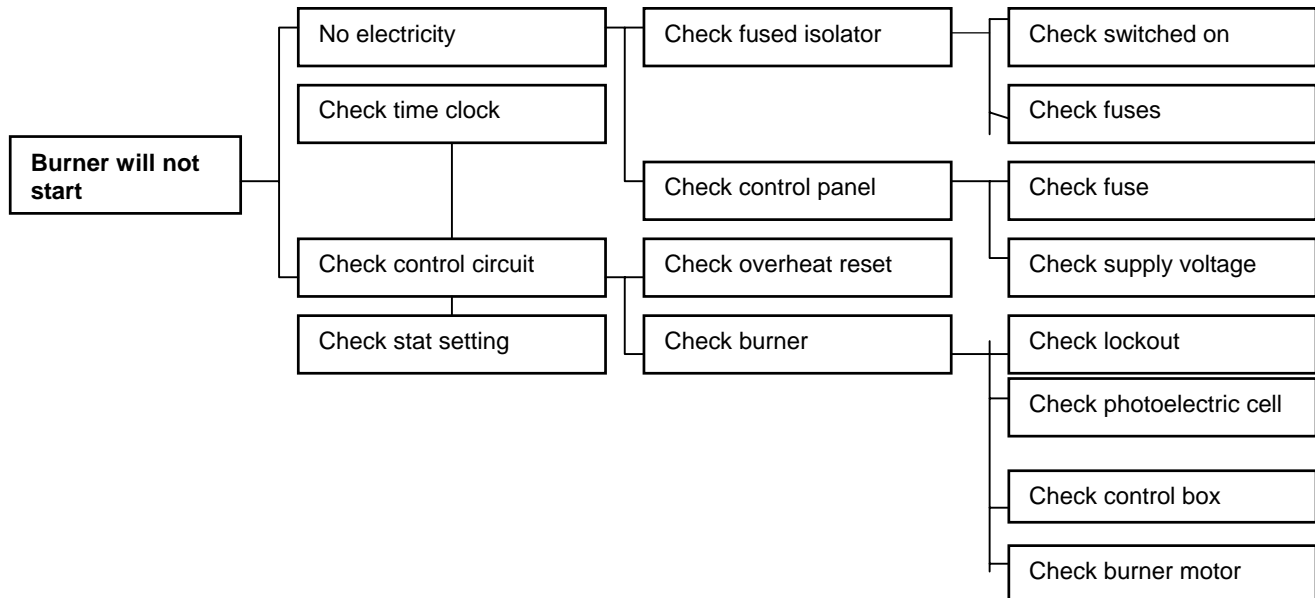 Burner will not
start
No electricity
Check time clock
Check control circuit
Check stat setting
Check fused isolator
Check control panel
Check overheat reset
Check burner
Check switched on
Check fuses
Check fuse
Check supply voltage
Check lockout
Check photoelectric cell
Check control box
Check burner motor